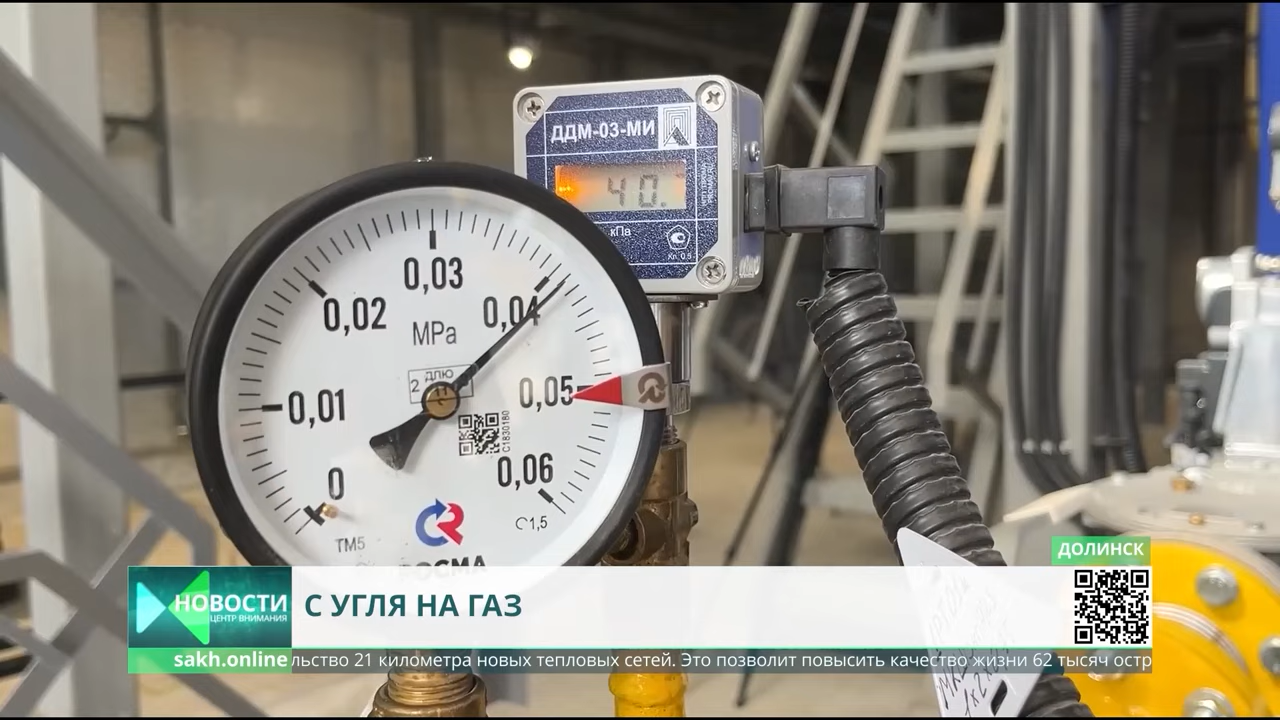 ДДМ-03-МИ
40.
кПа
0,03
0,02
0,04
MPa
0,01
0,05
0
0,06
ТМ5
C1830180
1,5
ДОЛИНСК
НОВОСТИ
ЦЕНТР ВНИМАНИЯ
С УГЛЯ НА ГАЗ
sakh.online
льство 21 километра новых тепловых сетей. Это позволит повысить качество жизни 62 тысяч остр